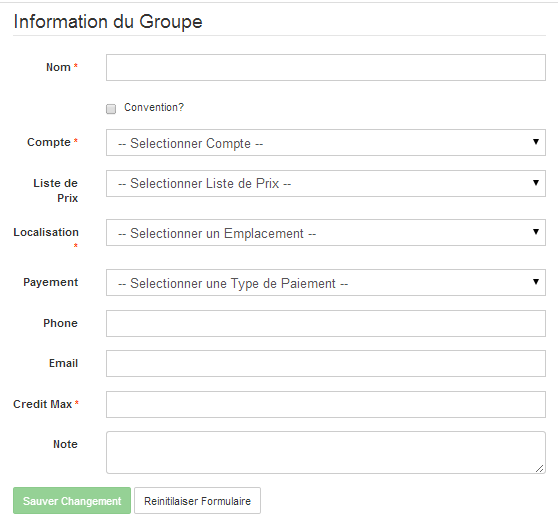 Information du Groupe
Nom *
Convention?
Compte *
-- Selectionner Compte --
Liste de
Prix
-- Selectionner Liste de Prix --
Localisation
*
-- Selectionner un Emplacement --
Payement
-- Selectionner une Type de Paiement --
Phone
Email
Credit Max *
Note
Sauver Changement
Reinitilaiser Formulaire